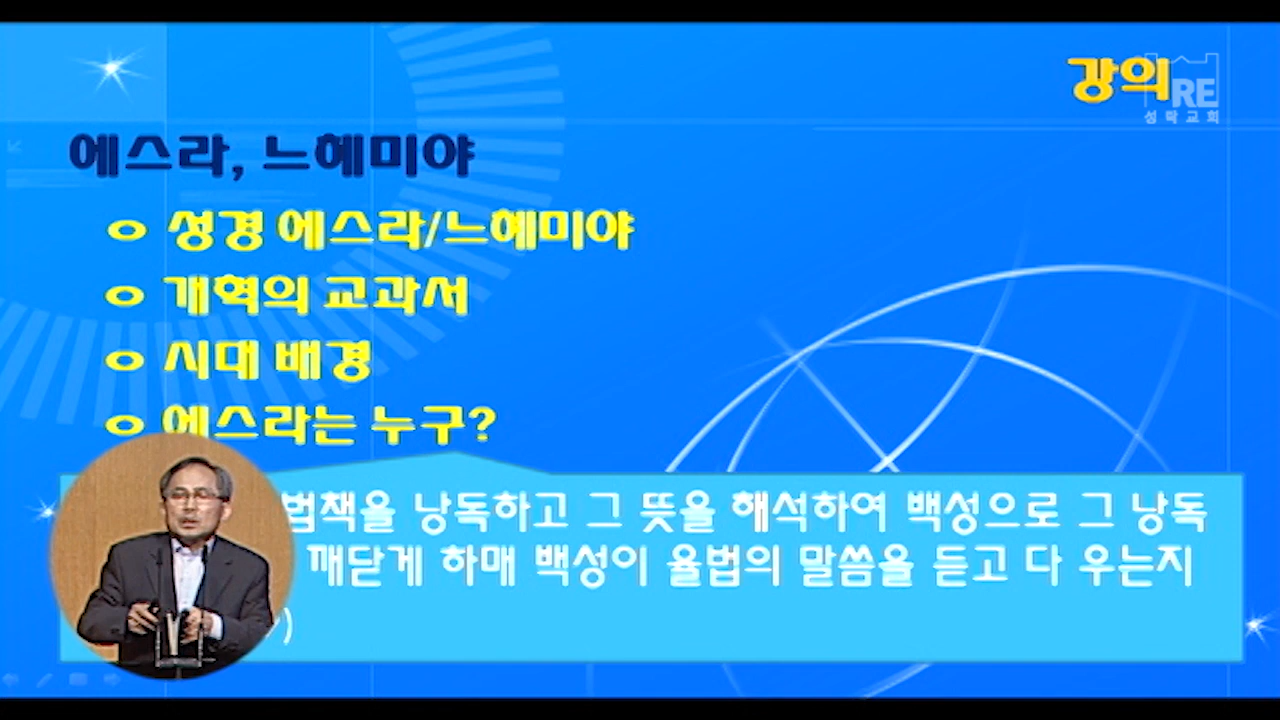 강의
RE
성락교회
에스라, 느헤미야
ㅇ 성경 에스라/느헤미야
ㅇ 개혁의 교과서
ㅇ 시대 배경
ㅇ 에스라는 누구?
법책을 낭독하고 그 뜻을 해석하여 백성으로 그 낭독
깨닫게 하매 백성이 율법의 말씀을 듣고 다 우는지
)